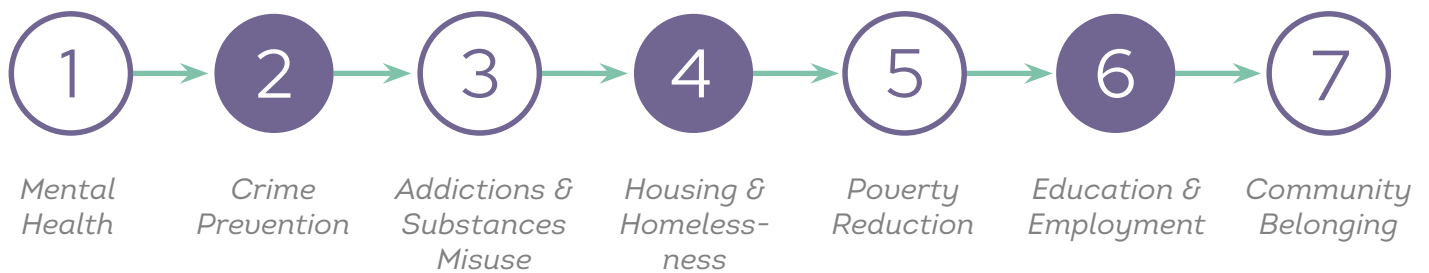 1
2
3
4
5
6
7
Mental
Health
Crime
Prevention
Addictions &
Substances
Misuse
Housing &
Homeless-
ness
Poverty
Reduction
Education &
Employment
Community
Belonging